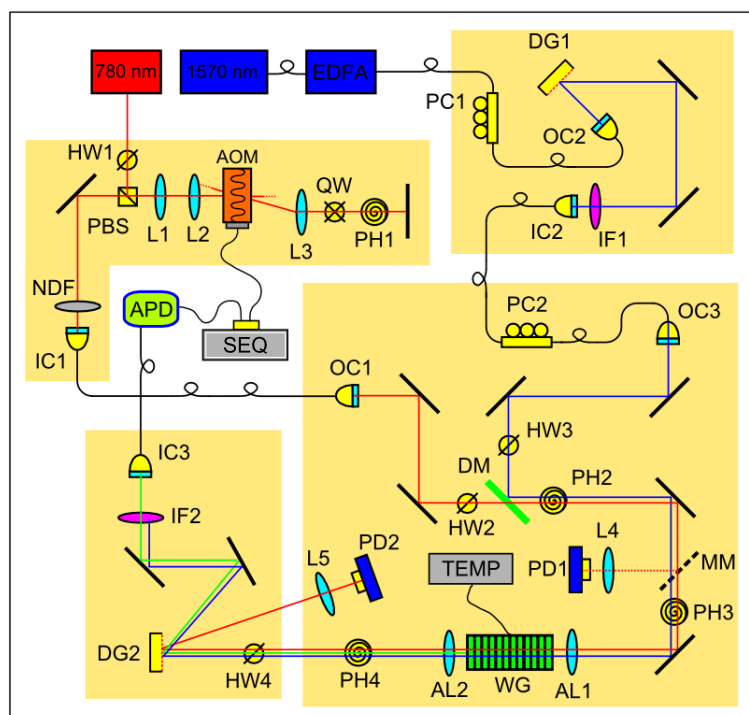 780 nm
1570 nm
EDFA
DG1
PC1
OC2
HW1
AOM
QW
PBS
L1
L2
L3
PH1
IC2
IF1
NDF
APD
SEQ
IC1
PC2
OC3
OC1
HW3
IC3
DM
PH2
HW2
IF2
L5
PD2
TEMP
PD1
L4
MM
PH3
DG2
HW4
PH4
AL2
WG
AL1